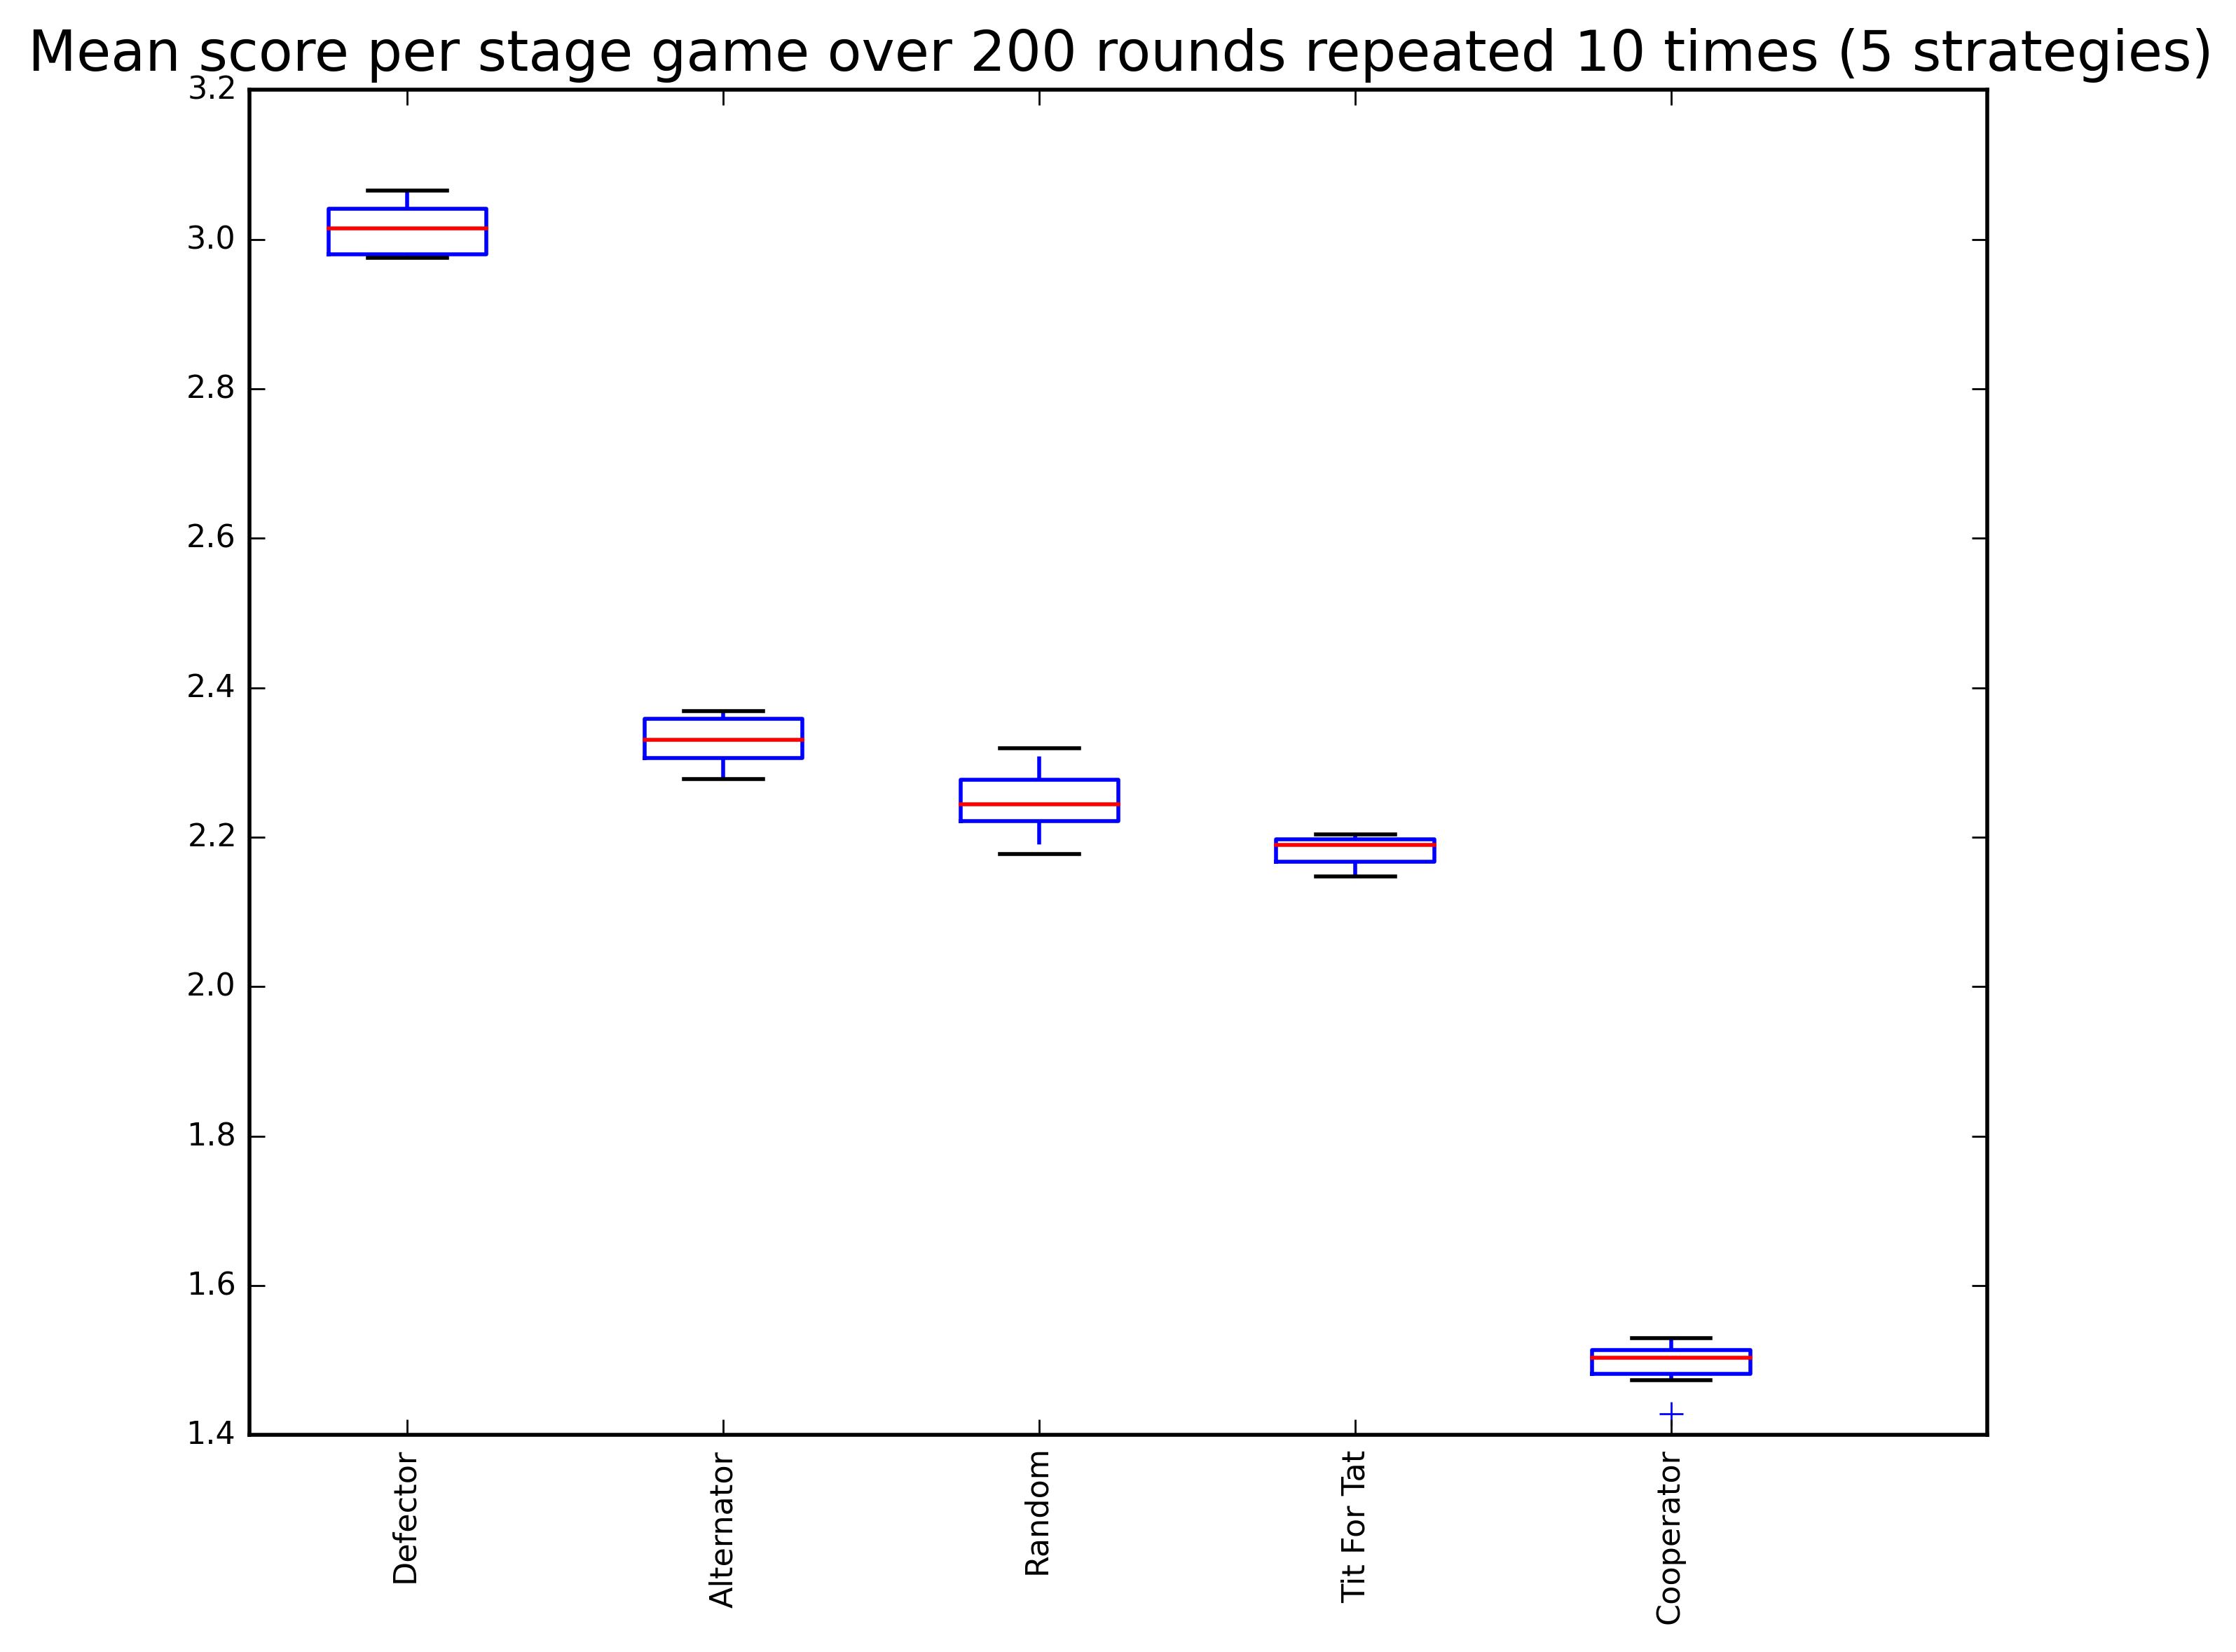 Mean score per stage game over 200 rounds repeated 10 times (5 strategies)
3.2
3.0
2.8
2.6
2.4
2.2
2.0
1.8
1.6
1.4
Defector
Alternator
Random
Tit For Tat
Cooperator